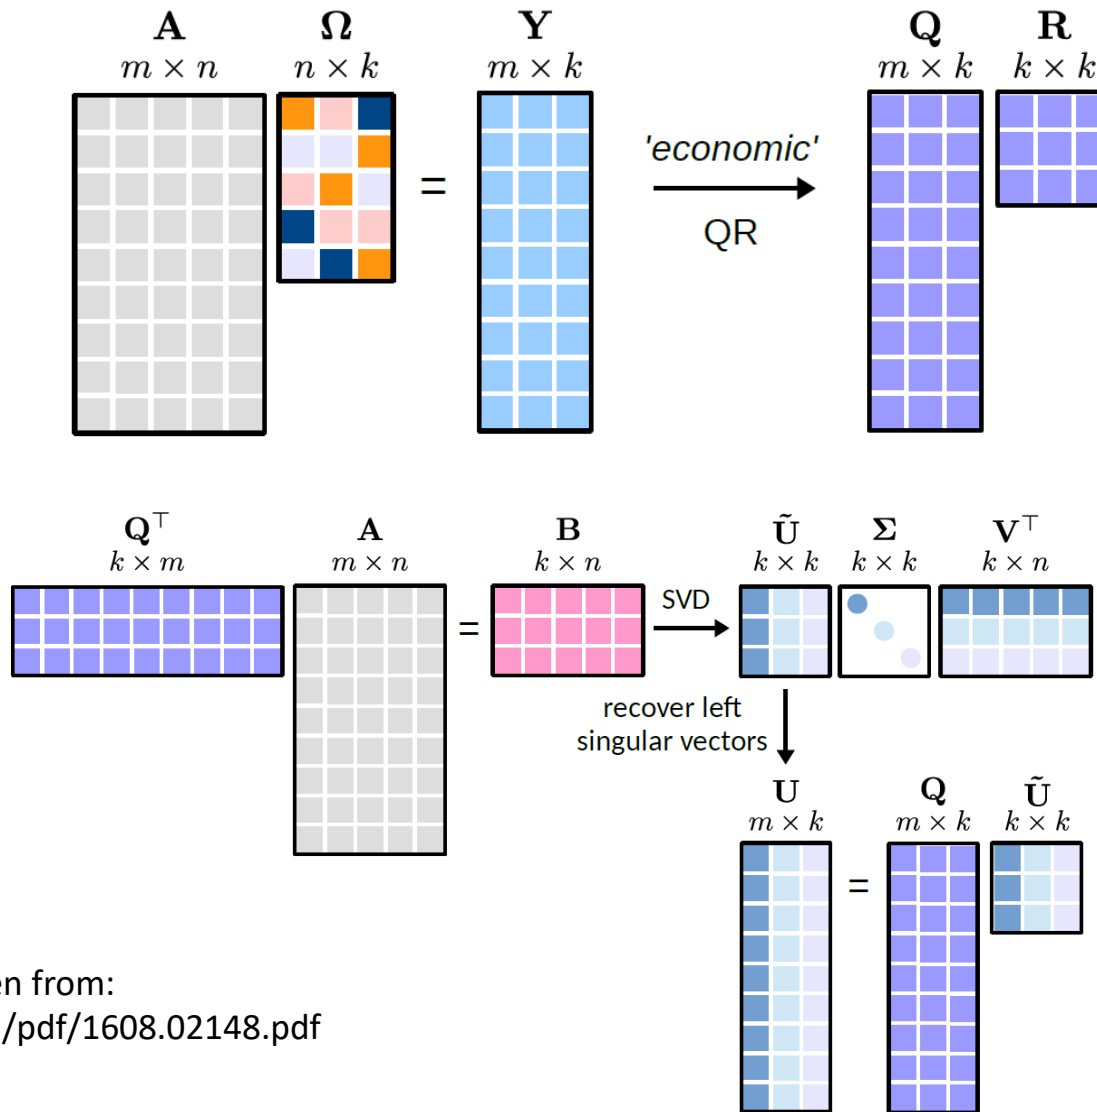 A Ω Y Q R
m × n n × k m × k m × k k × k
=
'economic'
QR
Q⊤ A B Ũ Σ V⊤
k × m m × n k × n k × k k × k k × n
=
SVD
recover left
singular vectors
U Q Ũ
m × k m × k k × k
=
en from:
/pdf/1608.02148.pdf